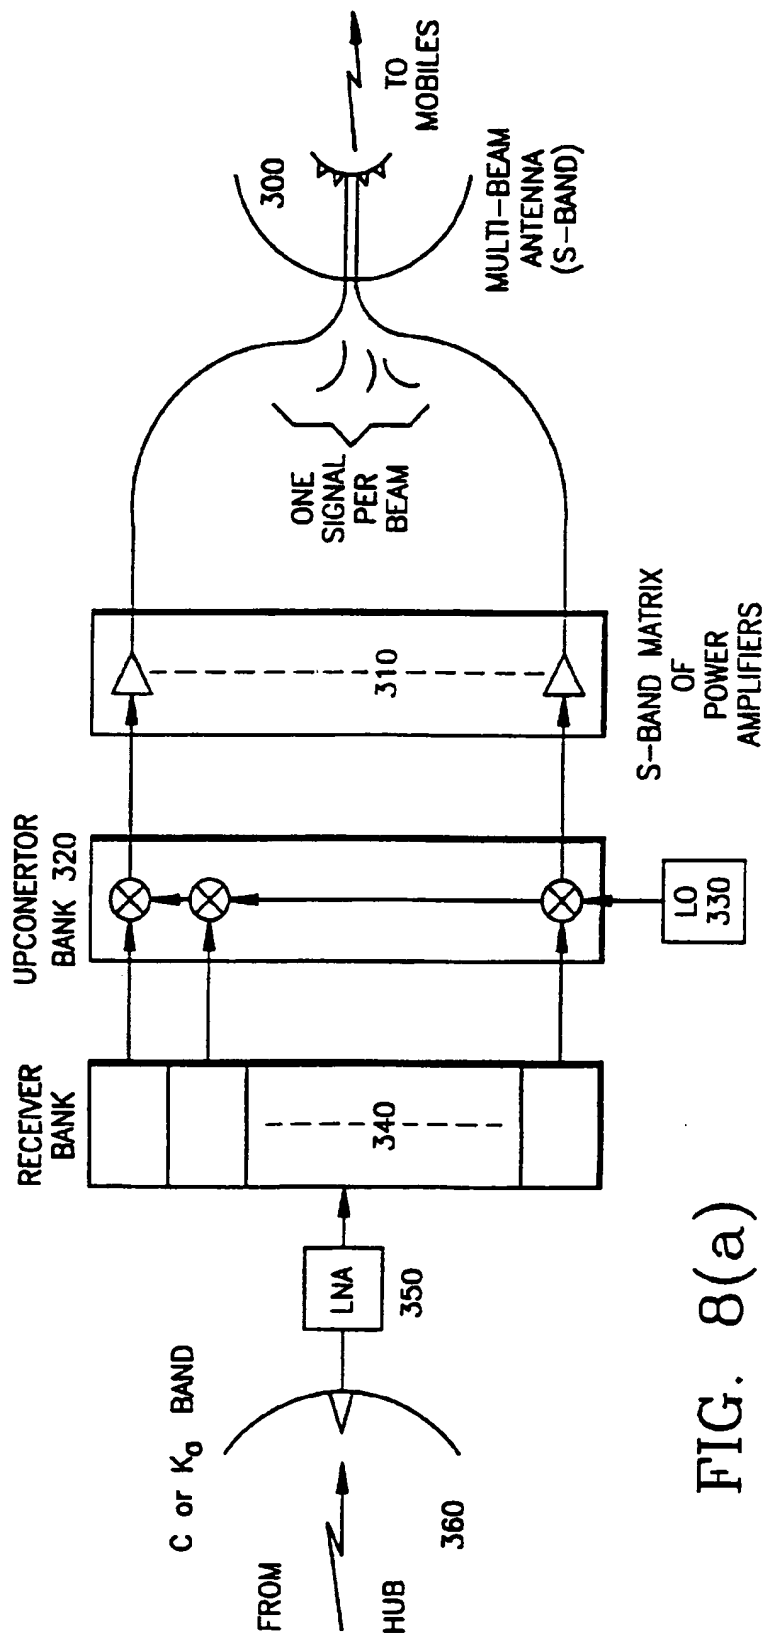 FROM
HUB
C or Ka BAND
360
LNA
350
RECEIVER
BANK
340
UPCONERTOR
BANK 320
LO
330
310
S-BAND MATRIX
OF
POWER
AMPLIFIERS
ONE
SIGNAL
PER
BEAM
300
MULTI-BEAM
ANTENNA
(S-BAND)
TO
MOBILES
FIG. 8(a)